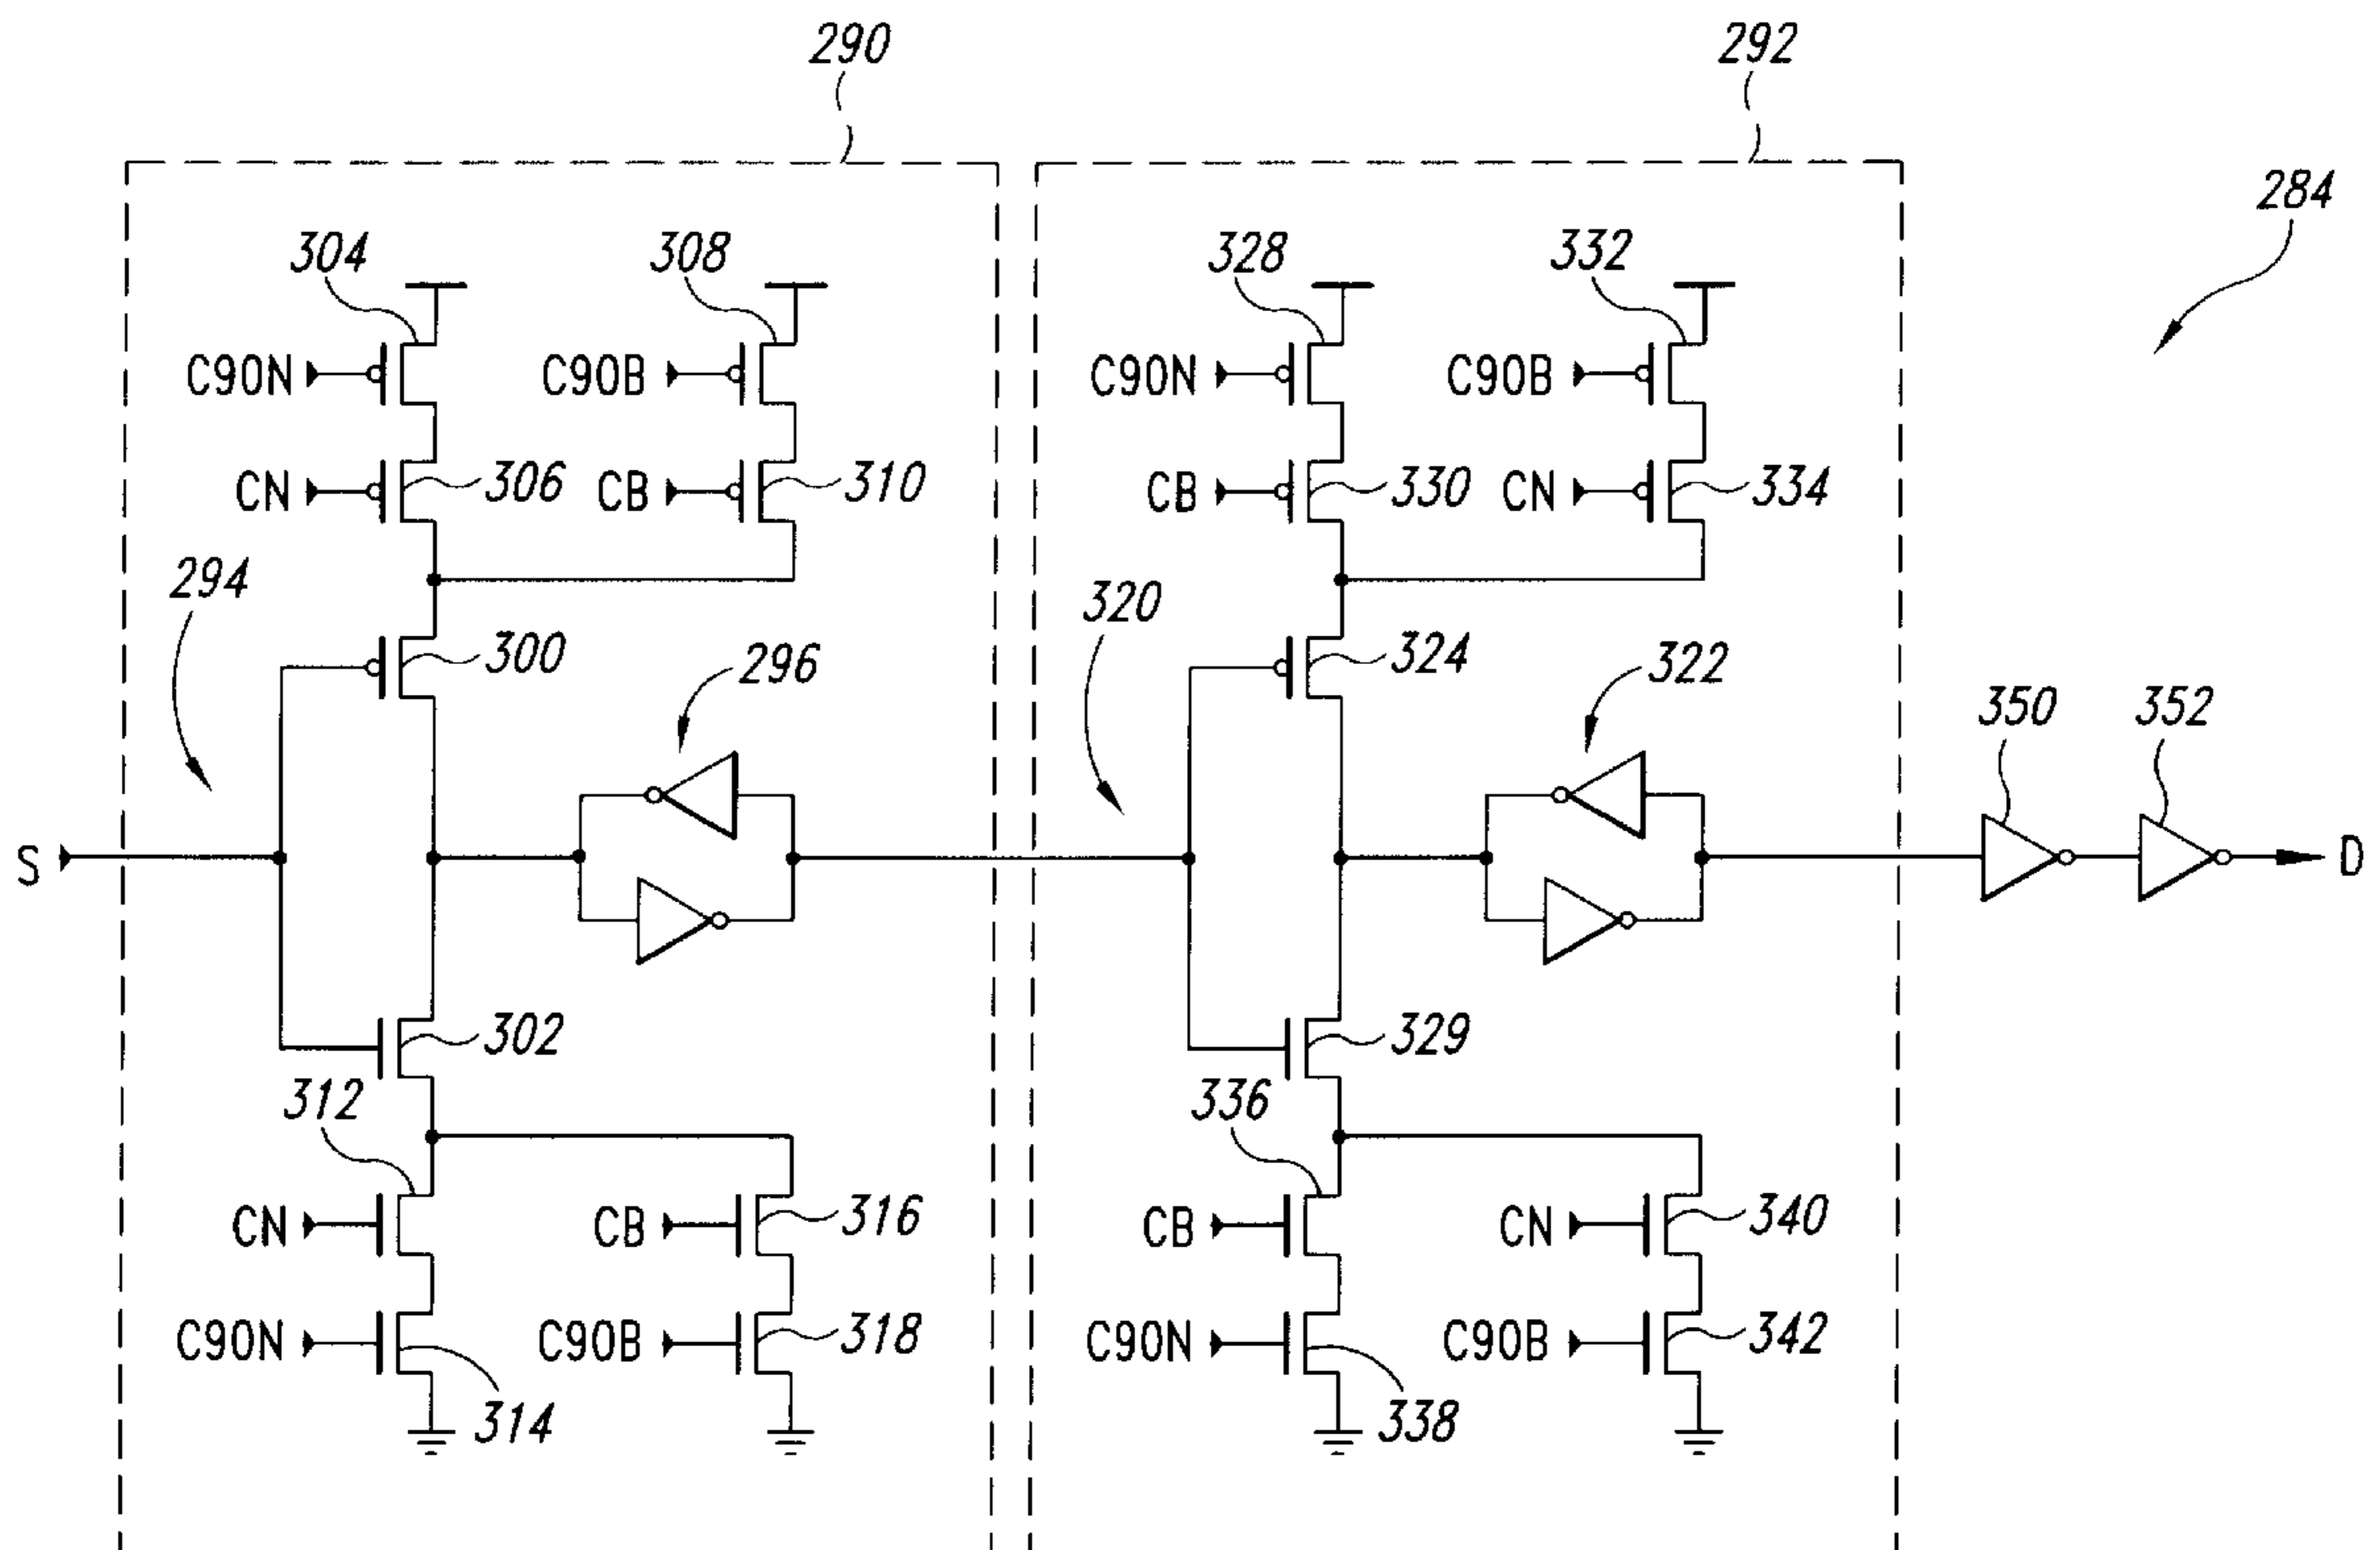 290 292
284
304 308 328 332
C90N C90B C90N C90B
CN 306 CB 310 CB 330 CN 334
294 320
300 296 324 322
350 352
S D
302 329
312 336
CN CB 316 CB CN 340
C90N C90B 318 C90N C90B 342
314 338